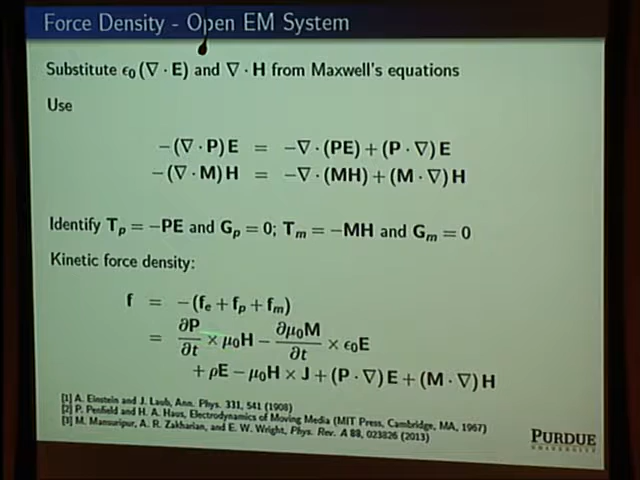 Force Density - Open EM System
Substitute ϵ₀(∇ · E) and ∇ · H from Maxwell's equations
Use
−(∇ · P)E = −∇ · (PE) + (P · ∇)E
−(∇ · M)H = −∇ · (MH) + (M · ∇)H
Identify Tₚ = −PE and Gₚ = 0; Tₘ = −MH and Gₘ = 0
Kinetic force density:
f = −(fₑ + fₚ + fₘ)
= ∂P/∂t × μ₀H − ∂μ₀M/∂t × ϵ₀E
+ ρE − μ₀H × J + (P · ∇)E + (M · ∇)H
[1] A. Einstein and J. Laub, Ann. Phys. 331, 541 (1908)
[2] P. Penfield and H. A. Haus, Electrodynamics of Moving Media (MIT Press, Cambridge, MA, 1967)
[3] M. Mansuripur, A. R. Zakharian, and E. W. Wright, Phys. Rev. A 88, 023826 (2013)
PURDUE
UNIVERSITY